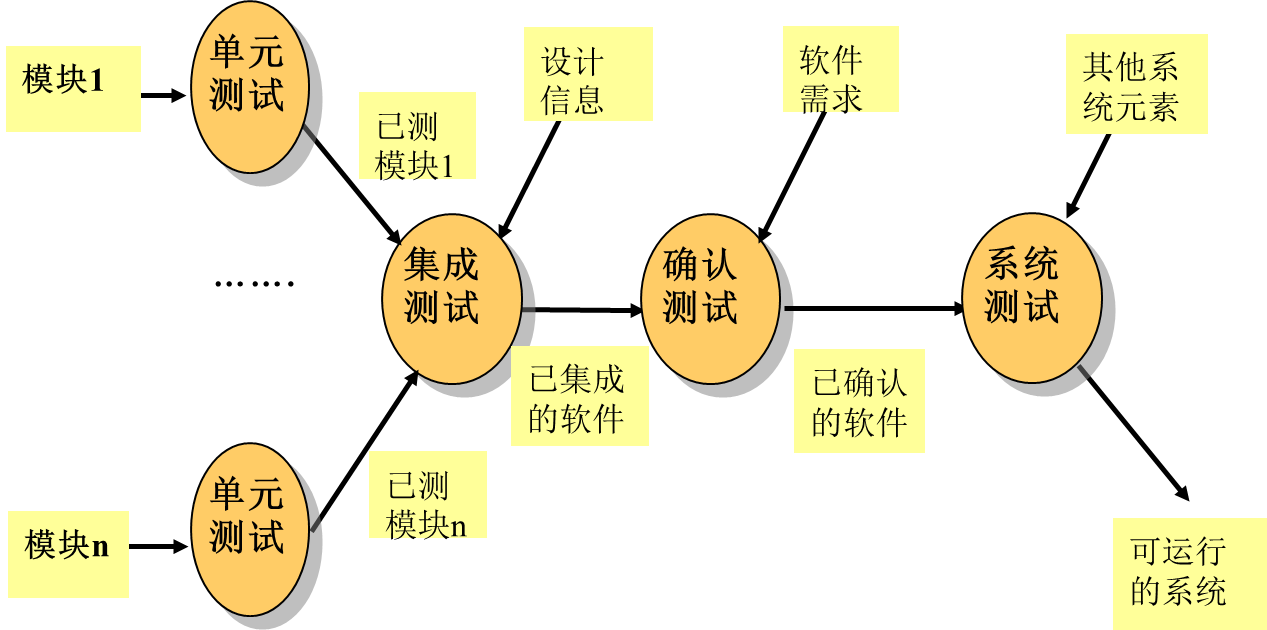 模块1
单元
测试
已测
模块1
设计
信息
软件
需求
其他系
统元素
…….
集成
测试
确认
测试
系统
测试
已集成
的软件
已确认
的软件
模块n
单元
测试
已测
模块n
可运行
的系统